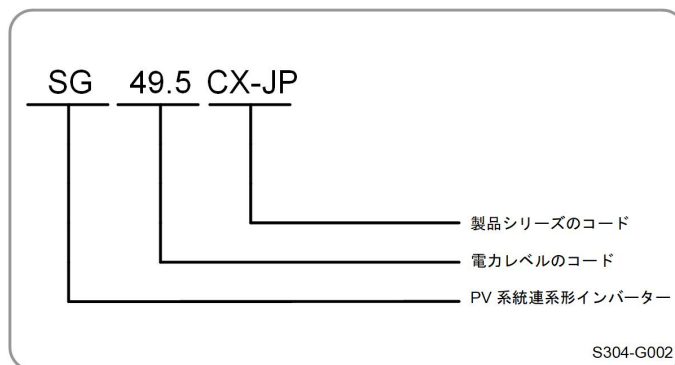 SG 49.5 CX-JP
製品シリーズのコード
電力レベルのコード
PV 系統連系形インバーター
S304-G002